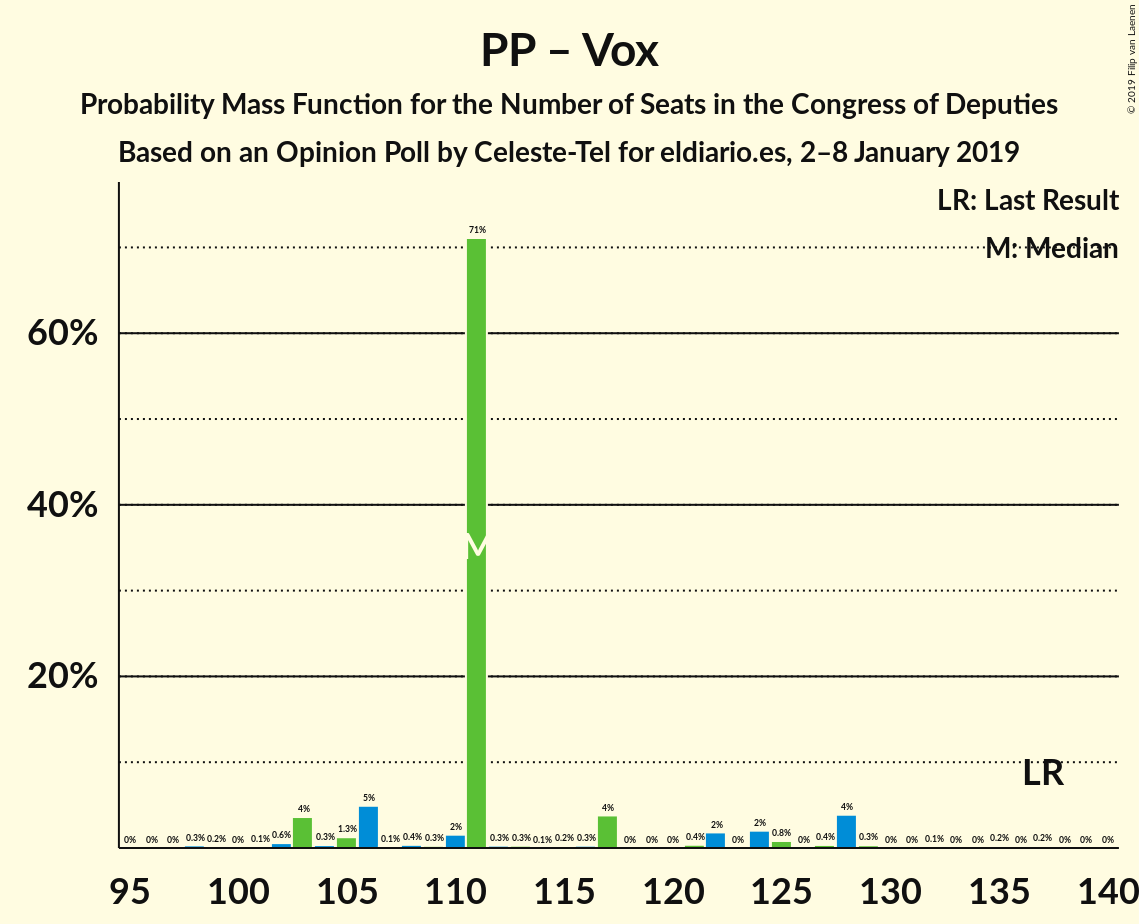 PP – Vox
Probability Mass Function for the Number of Seats in the Congress of Deputies
Based on an Opinion Poll by Celeste-Tel for eldiario.es, 2–8 January 2019
© 2019 Filip van Laenen
LR: Last Result
M: Median
60%
40%
20%
0% 0% 0% 0.3% 0.2% 0% 0.1% 0.6% 4% 0.3% 1.3% 5% 0.1% 0.4% 0.3% 2% 71% 0.3% 0.3% 0.1% 0.2% 0.3% 4% 0% 0% 0% 0.4% 2% 0% 2% 0.8% 0% 0.4% 4% 0.3% 0% 0% 0.1% 0% 0% 0.2% 0% 0.2% 0% 0% 0%
M
LR
95 100 105 110 115 120 125 130 135 140